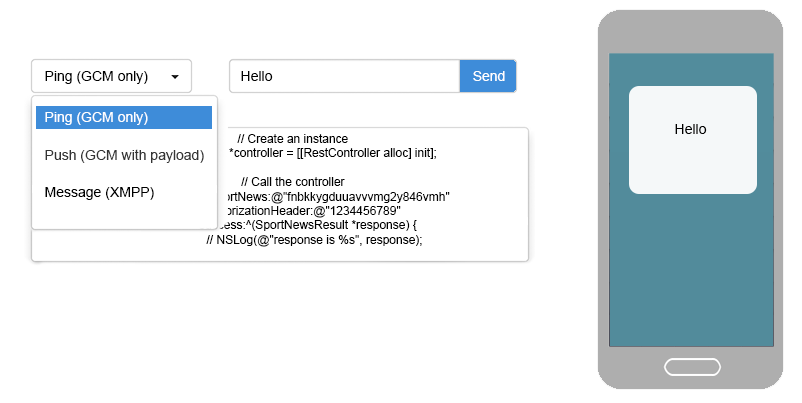 Ping (GCM only)
Hello
Send
Ping (GCM only)
Push (GCM with payload)
Message (XMPP)
// Create an instance
*controller = [[RestController alloc] init];
// Call the controller
ortNews:@"fnbkkygduuavvvmg2y846vmh"
orizationHeader:@"1234456789"
cess:^(SportNewsResult *response) {
// NSLog(@"response is %s", response);
Hello